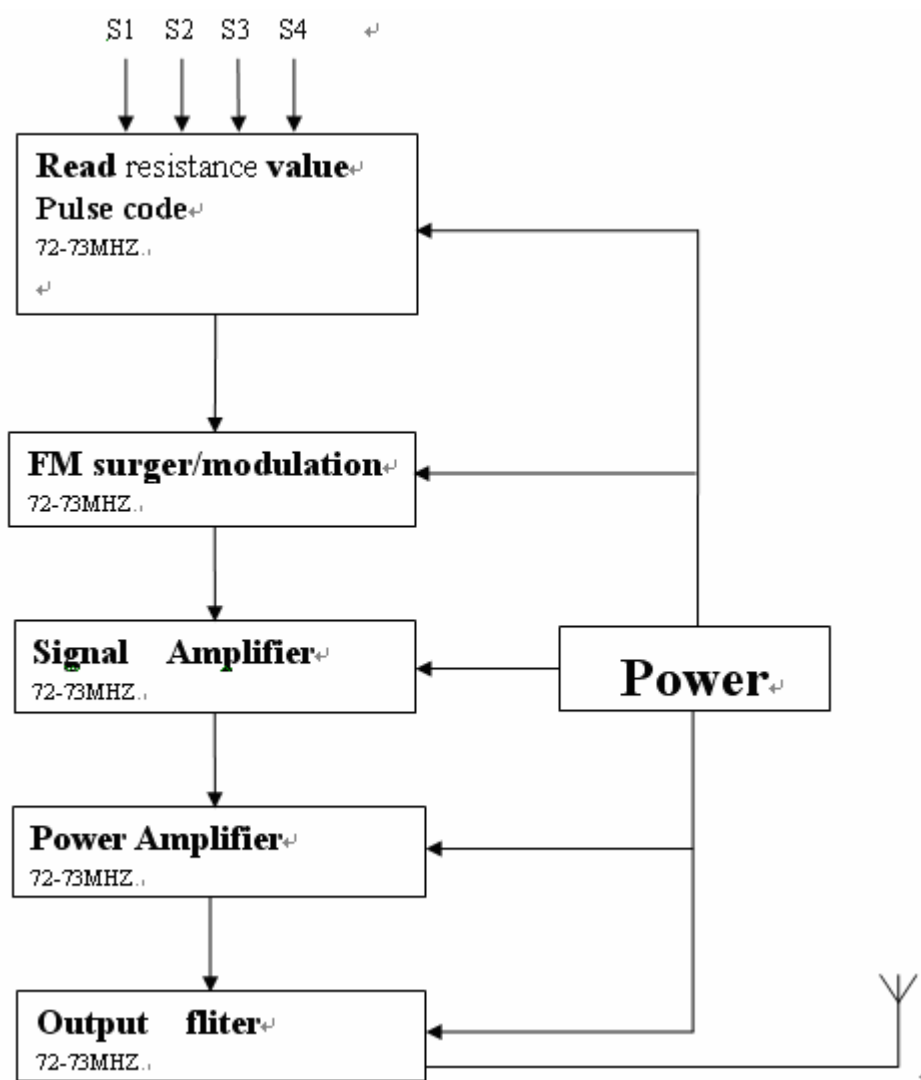 S1 S2 S3 S4
Read resistance value
Pulse code
72-73MHZ
FM surger/modulation
72-73MHZ
Signal Amplifier
72-73MHZ
Power
Power Amplifier
72-73MHZ
Output fliter
72-73MHZ